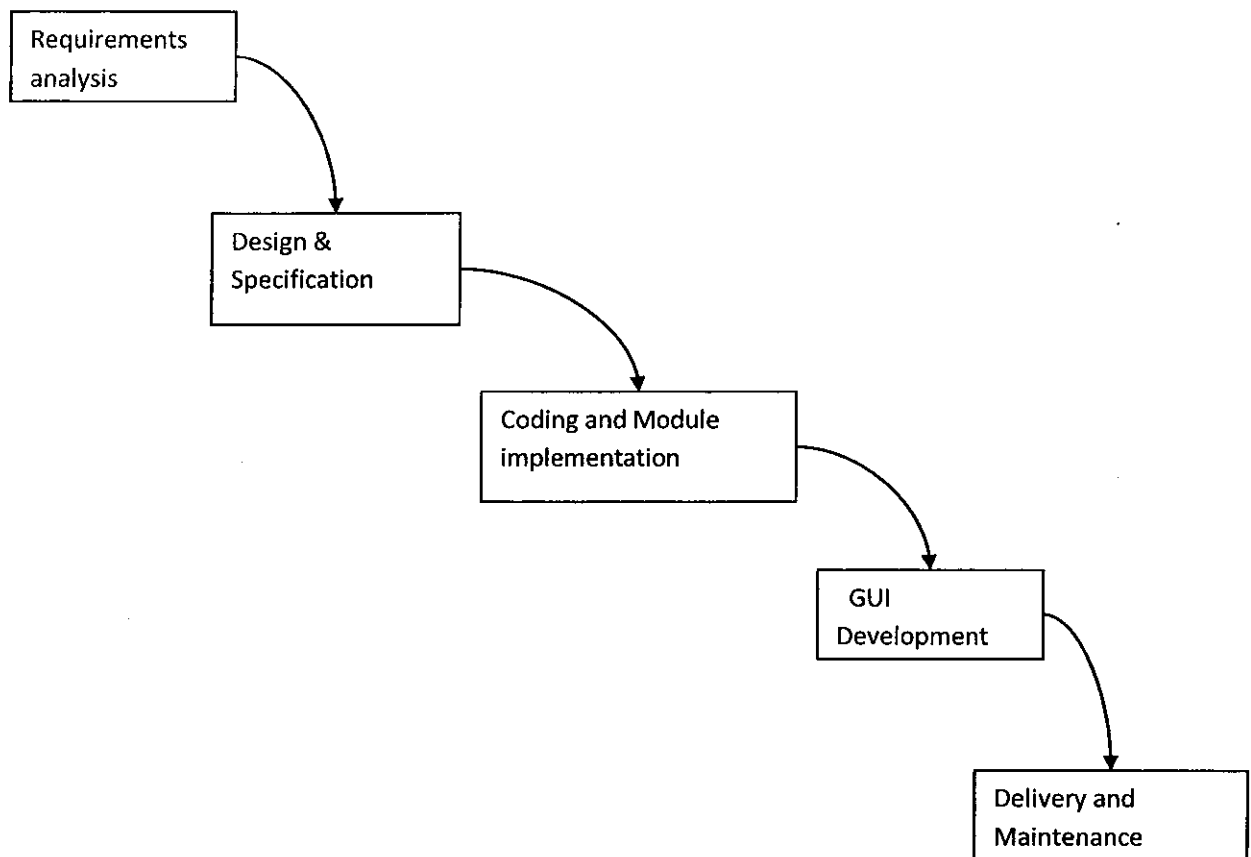 Requirements
analysis
Design &
Specification
Coding and Module
implementation
GUI
Development
Delivery and
Maintenance